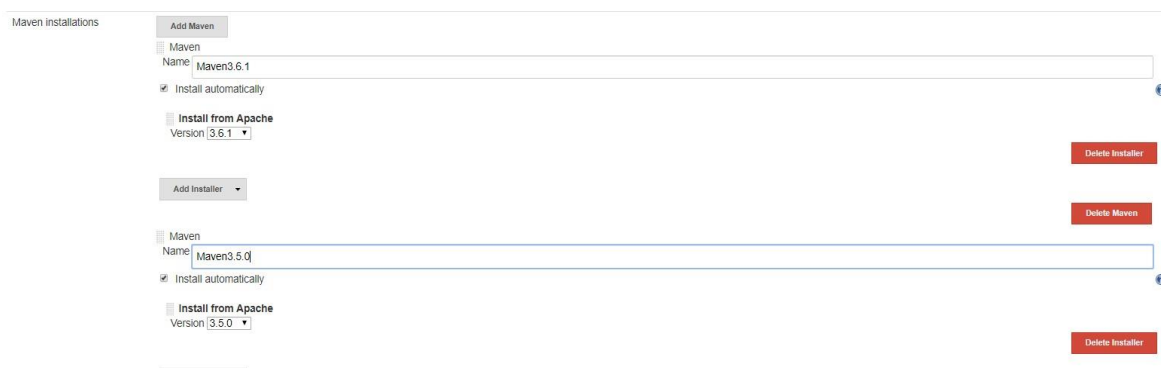 Maven installations
Add Maven
Maven
Name Maven3.6.1
Install automatically
Install from Apache
Version 3.6.1
Delete Installer
Add Installer
Delete Maven
Maven
Name Maven3.5.0
Install automatically
Install from Apache
Version 3.5.0
Delete Installer